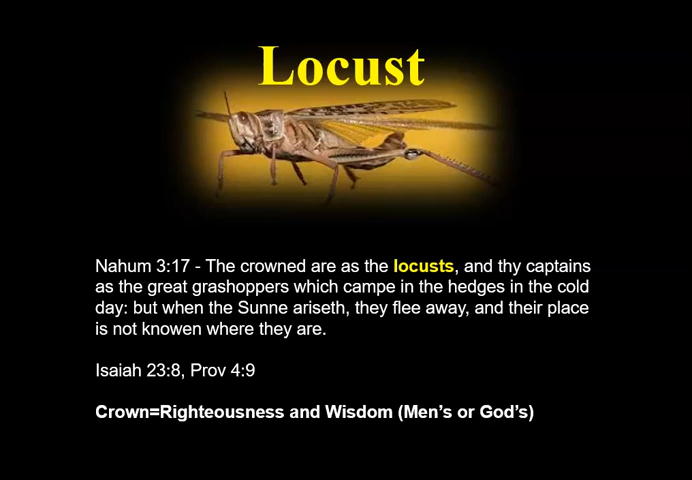 Locust
Nahum 3:17 - The crowned are as the locusts, and thy captains
as the great grashoppers which campe in the hedges in the cold
day: but when the Sunne ariseth, they flee away, and their place
is not knowen where they are.
Isaiah 23:8, Prov 4:9
Crown=Righteousness and Wisdom (Men's or God's)